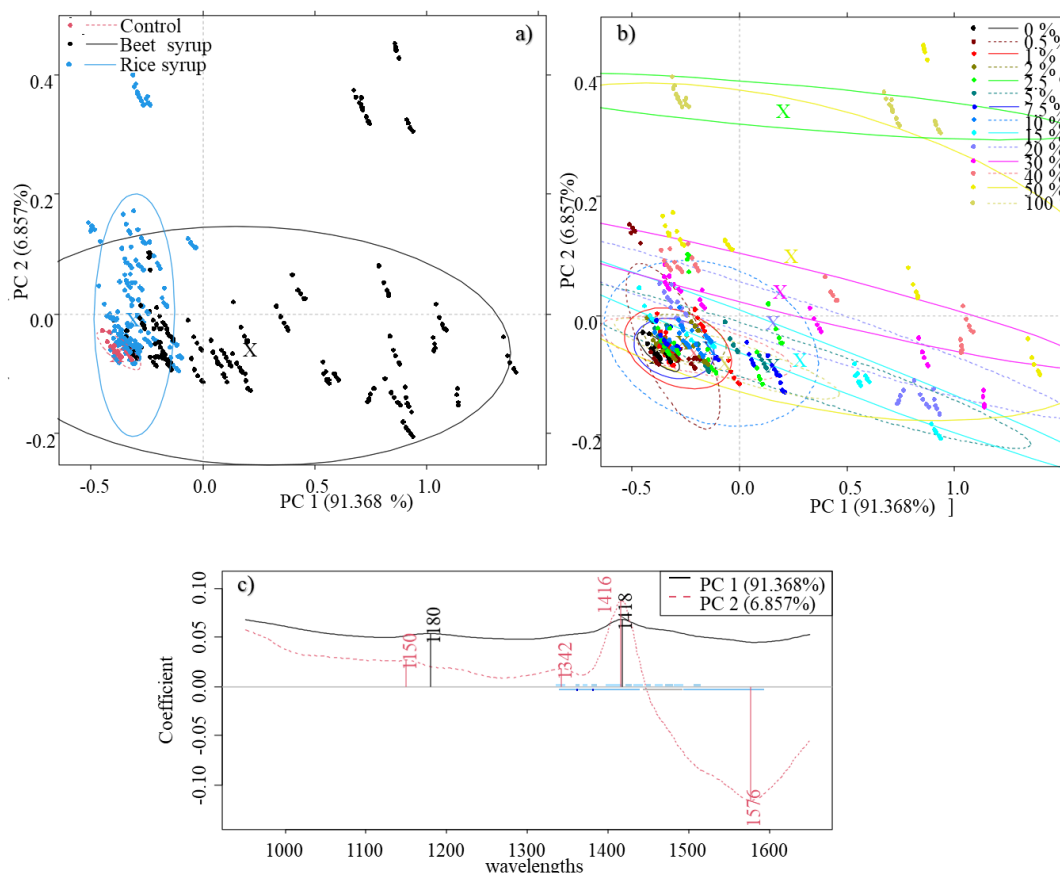 a)
Control
Beet syrup
Rice syrup
PC 2 (6.857%)
0.4
0.2
0.0
-0.2
X
-0.5
0.0
0.5
1.0
PC 1 (91.368 %)
b)
0 %
0.5 %
1 %
2 %
2.5 %
5 %
7.5 %
10 %
15 %
20 %
30 %
40 %
50 %
100
PC 2 (6.857%)
0.4
0.2
0.0
-0.2
X
X
X
X
X
-0.5
0.0
0.5
1.0
PC 1 (91.368%) ]
c)
PC 1 (91.368%)
PC 2 (6.857%)
Coefficient
0.10
0.05
0.00
-0.05
-0.10
1150
1180
1342
1416
1418
1576
1000
1100
1200
1300
1400
1500
1600
wavelengths